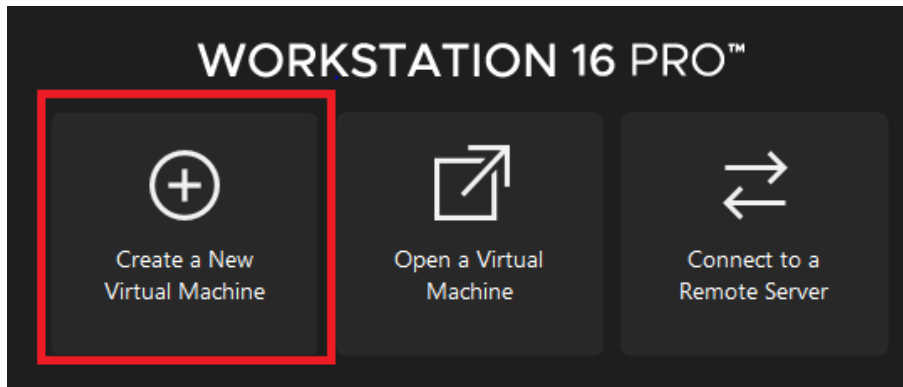 WORKSTATION 16 PRO™
Create a New
Virtual Machine
Open a Virtual
Machine
Connect to a
Remote Server